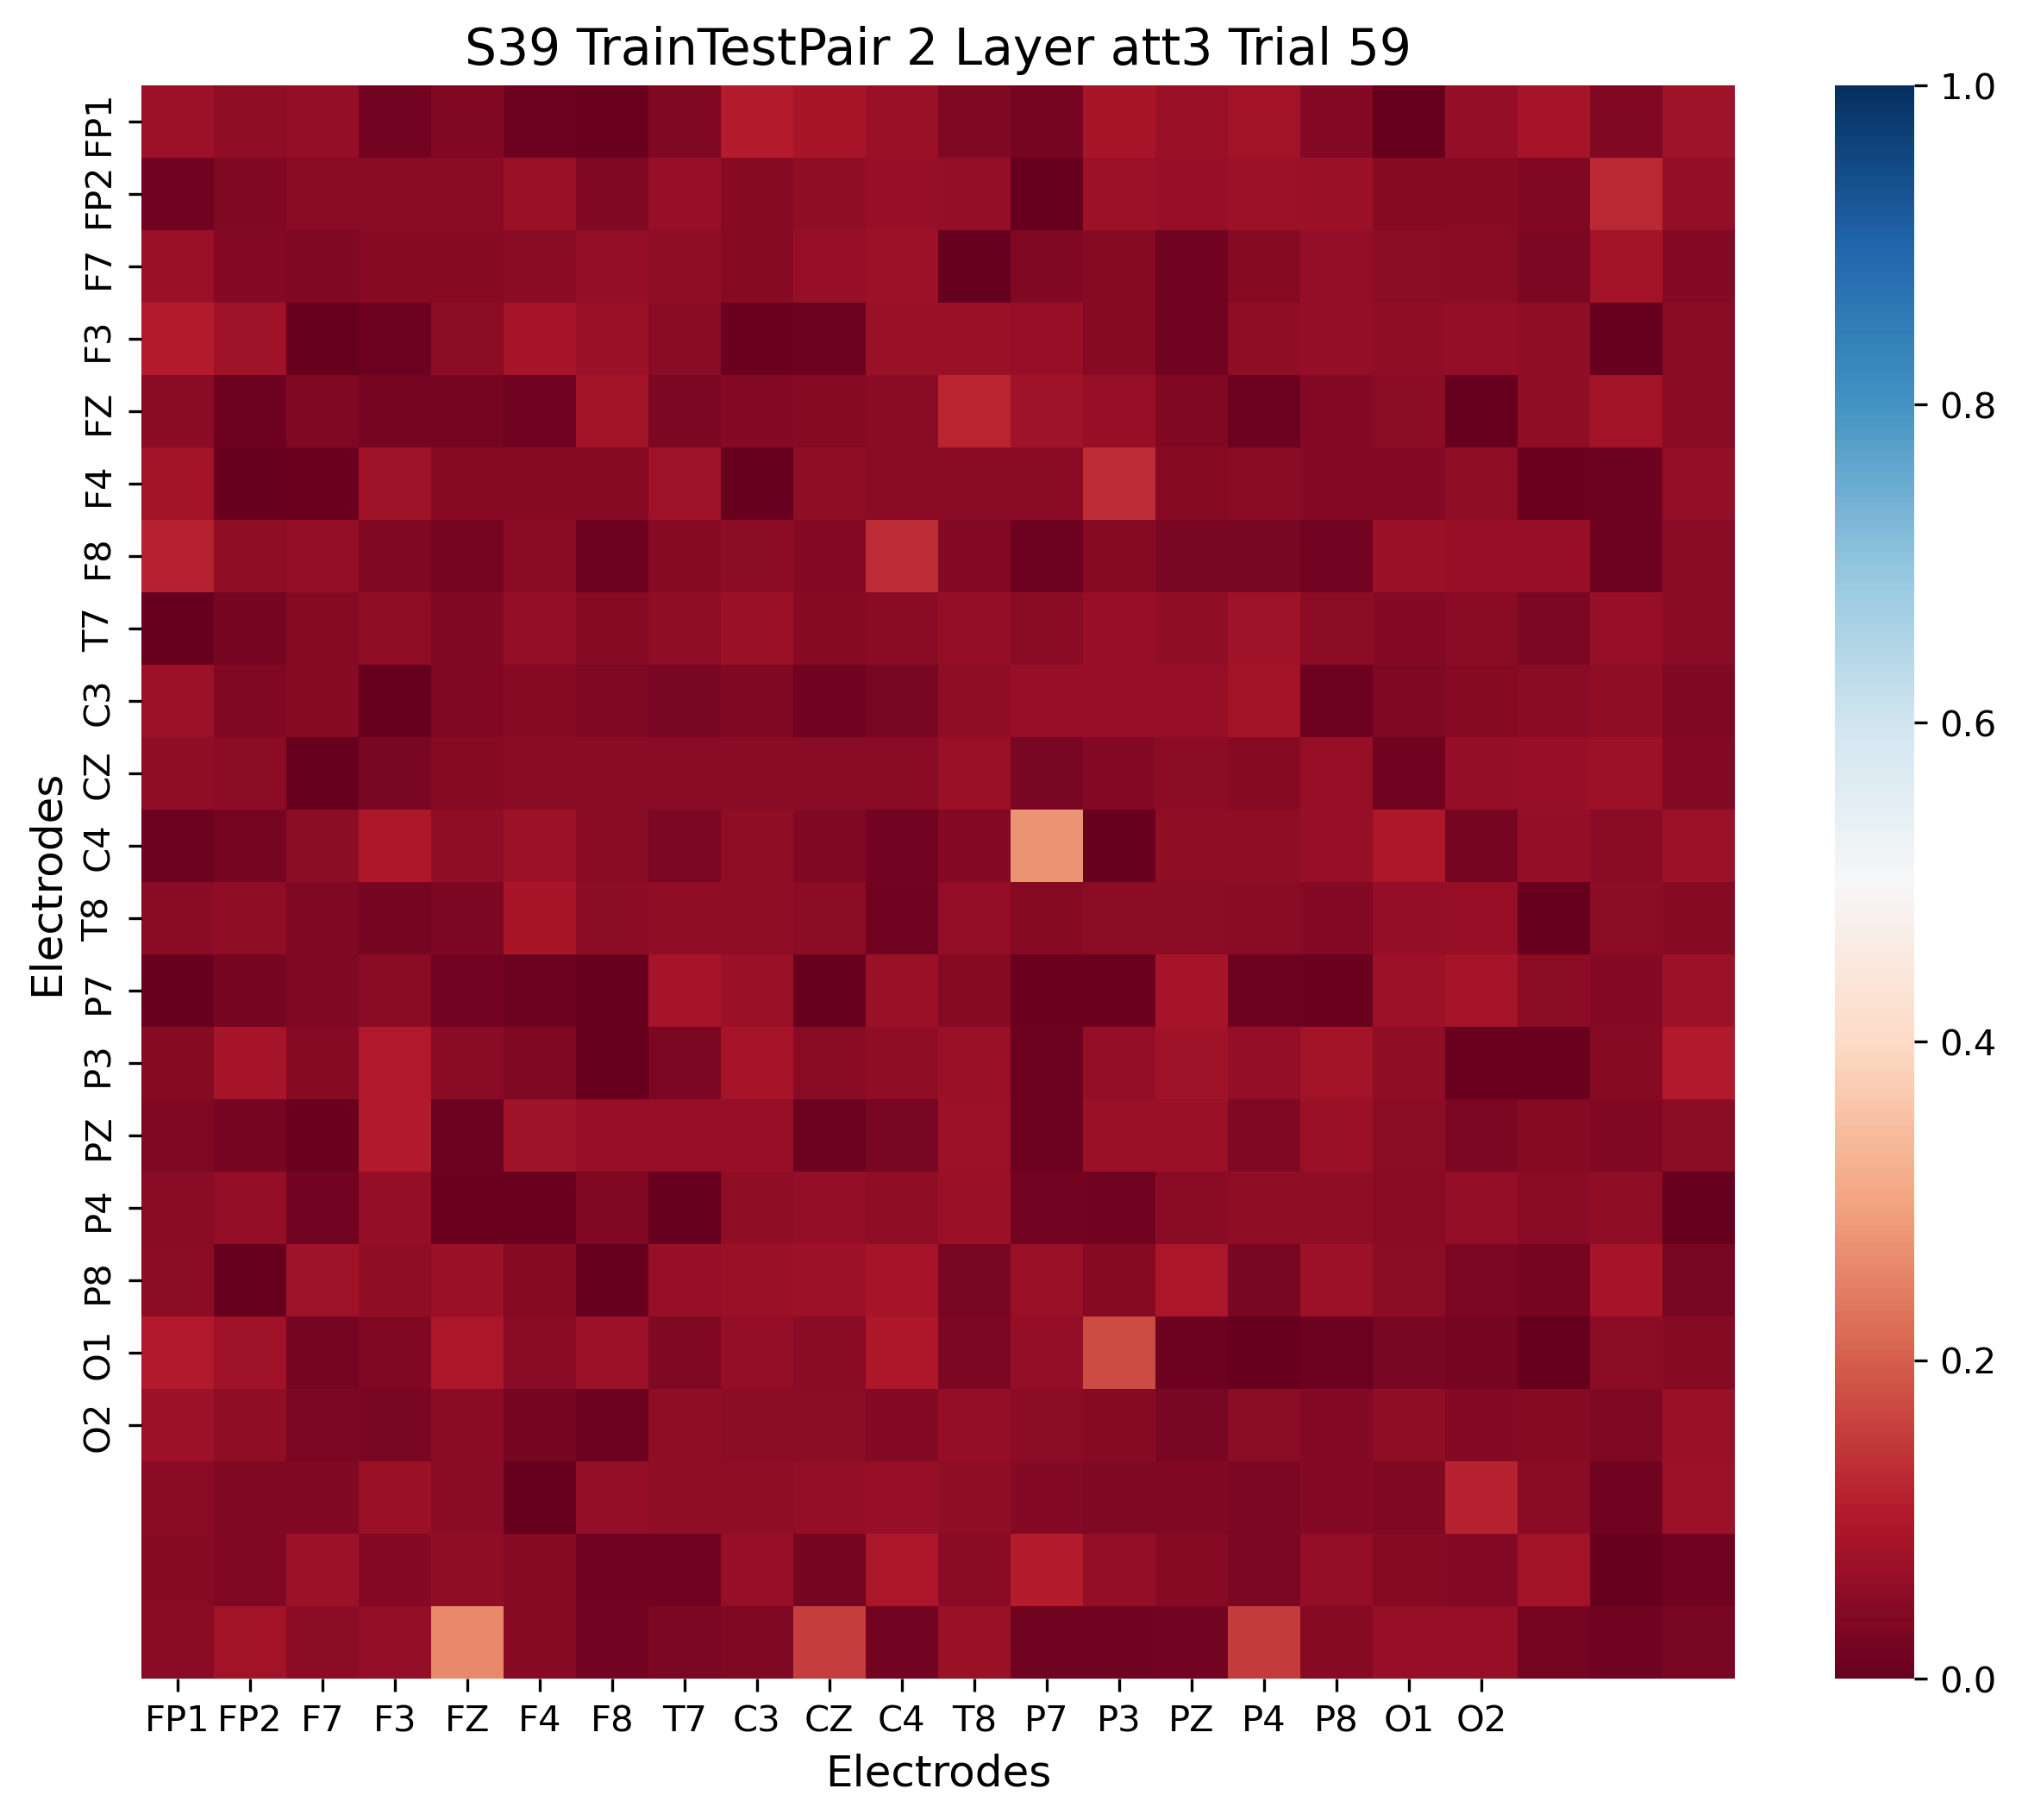 S39 TrainTestPair 2 Layer att3 Trial 59
Electrodes
FP1
FP2
F7
F3
FZ
F4
F8
T7
C3
CZ
C4
T8
P7
P3
PZ
P4
P8
O1
O2
FP1 FP2 F7 F3 FZ F4 F8 T7 C3 CZ C4 T8 P7 P3 PZ P4 P8 O1 O2
Electrodes
1.0
0.8
0.6
0.4
0.2
0.0